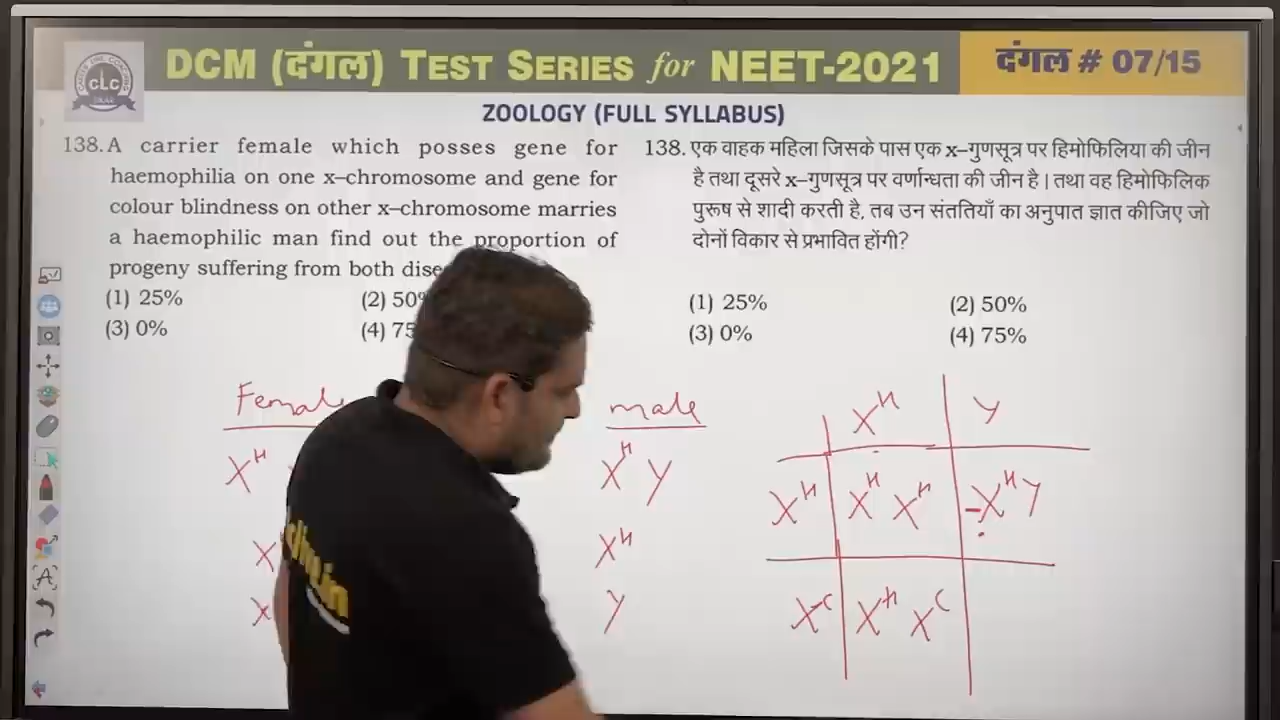 DCM (दंगल) TEST SERIES for NEET-2021
दंगल # 07/15
CLC
ZOOLOGY (FULL SYLLABUS)
138. A carrier female which posses gene for
haemophilia on one x–chromosome and gene for
colour blindness on other x–chromosome marries
a haemophilic man find out the proportion of
progeny suffering from both
(1) 25%
(2) 50%
(3) 0%
(4) 75
138. एक वाहक महिला जिसके पास एक x–गुणसूत्र पर हिमोफिलिया की जीन
है तथा दूसरे x–गुणसूत्र पर वर्णान्धता की जीन है। तथा वह हिमोफिलिक
पुरूष से शादी करती है, तब उन संततियाँ का अनुपात ज्ञात कीजिए जो
दोनों विकार से प्रभावित होंगी?
(1) 25%
(2) 50%
(3) 0%
(4) 75%
Female
X^H
X
X
male
X^H Y
X^H
Y
X^H Y
X^H X^H X^H X^H Y
X^C X^H X^C